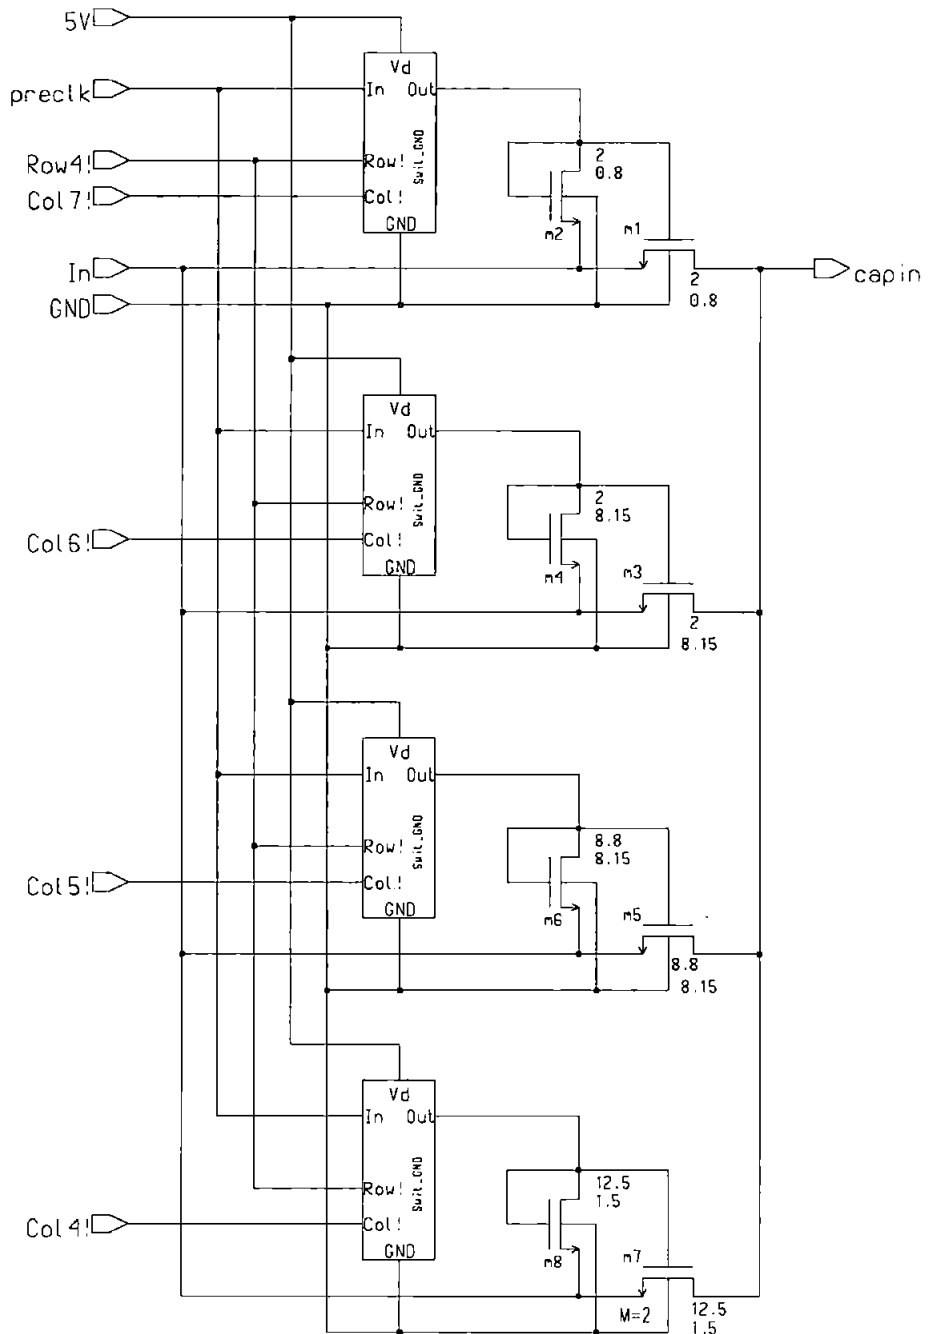 5V
Vd
preclk
In Out
Row4!
Row!
Swit_GND
Col7!
Col!
GND
2
0.8
m2
m1
In
capin
GND
2
0.8
Vd
In Out
Row!
Swit_GND
2
8.15
Col6!
Col!
GND
m4
m3
2
8.15
Vd
In Out
Row!
Swit_GND
8.8
8.15
Col5!
Col!
GND
m6
m5
8.8
8.15
Vd
In Out
Row!
Swit_GND
12.5
1.5
Col4!
Col!
GND
m8
m7
M=2
12.5
1.5